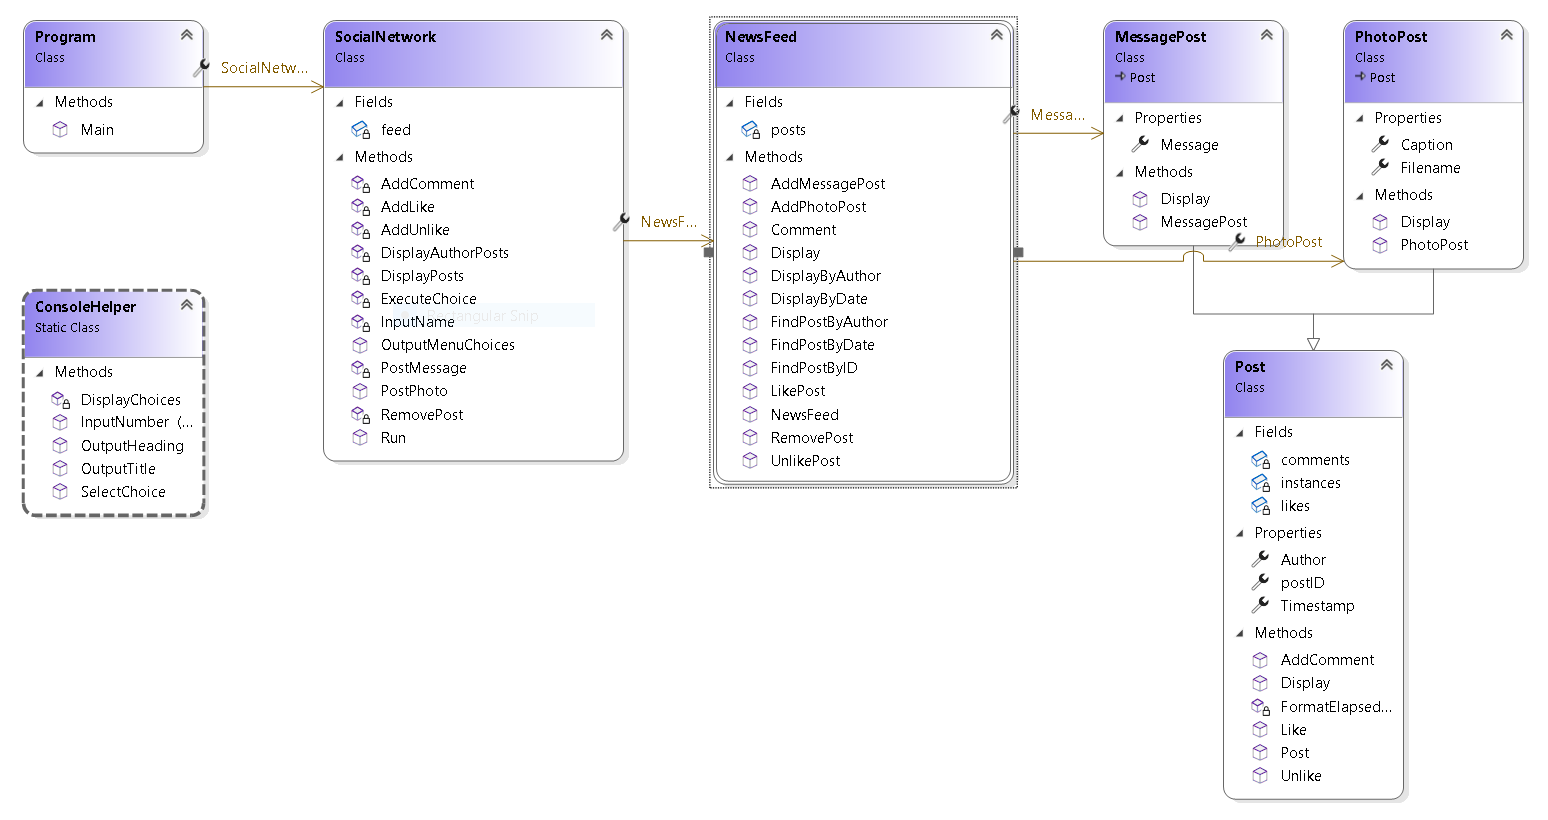 Program
Class
Methods
Main
SocialNetw...
SocialNetwork
Class
Fields
feed
Methods
AddComment
AddLike
AddUnlike
DisplayAuthorPosts
DisplayPosts
ExecuteChoice
Rectangular Snip
InputName
OutputMenuChoices
PostMessage
PostPhoto
RemovePost
Run
NewsF...
NewsFeed
Class
Fields
posts
Methods
AddMessagePost
AddPhotoPost
Comment
Display
DisplayByAuthor
DisplayByDate
FindPostByAuthor
FindPostByDate
FindPostByID
LikePost
NewsFeed
RemovePost
UnlikePost
Messa...
MessagePost
Class
Post
Properties
Message
Methods
Display
MessagePost
PhotoPost
PhotoPost
Class
Post
Properties
Caption
Filename
Methods
Display
PhotoPost
ConsoleHelper
Static Class
Methods
DisplayChoices
InputNumber (...
OutputHeading
OutputTitle
SelectChoice
Post
Class
Fields
comments
instances
likes
Properties
Author
postID
Timestamp
Methods
AddComment
Display
FormatElapsed...
Like
Post
Unlike